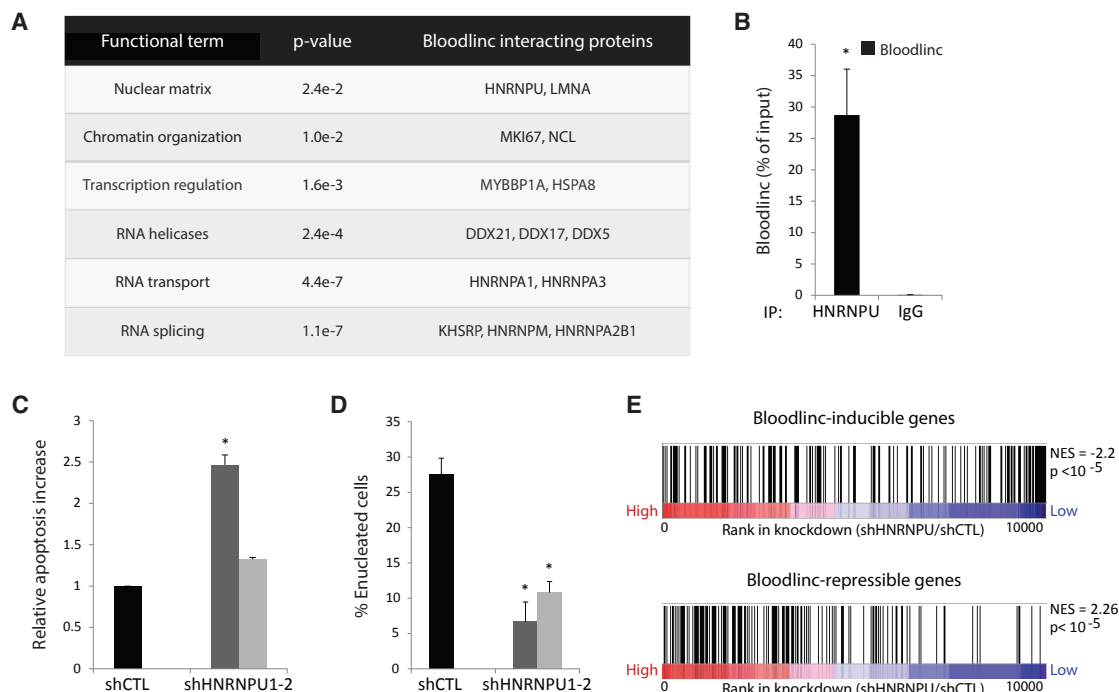 A
Functional term p-value Bloodlinc interacting proteins
Nuclear matrix 2.4e-2 HNRNPU, LMNA
Chromatin organization 1.0e-2 MKI67, NCL
Transcription regulation 1.6e-3 MYBBP1A, HSPA8
RNA helicases 2.4e-4 DDX21, DDX17, DDX5
RNA transport 4.4e-7 HNRNPA1, HNRNPA3
RNA splicing 1.1e-7 KHSRP, HNRNPM, HNRNPA2B1
B
Bloodlinc (% of input)
40
35
30
25
20
15
10
5
0
*
Bloodlinc
IP: HNRNPU IgG
C
Relative apoptosis increase
3
2.5
2
1.5
1
0.5
0
*
shCTL shHNRNPU1-2
D
% Enucleated cells
35
30
25
20
15
10
5
0
* *
shCTL shHNRNPU1-2
E
Bloodlinc-inducible genes
NES = -2.2
p <10 -5
High Low
0 Rank in knockdown (shHNRNPU/shCTL) 10000
Bloodlinc-repressible genes
NES = 2.26
p< 10 -5
High Low
0 Rank in knockdown (shHNRNPU/shCTL) 10000